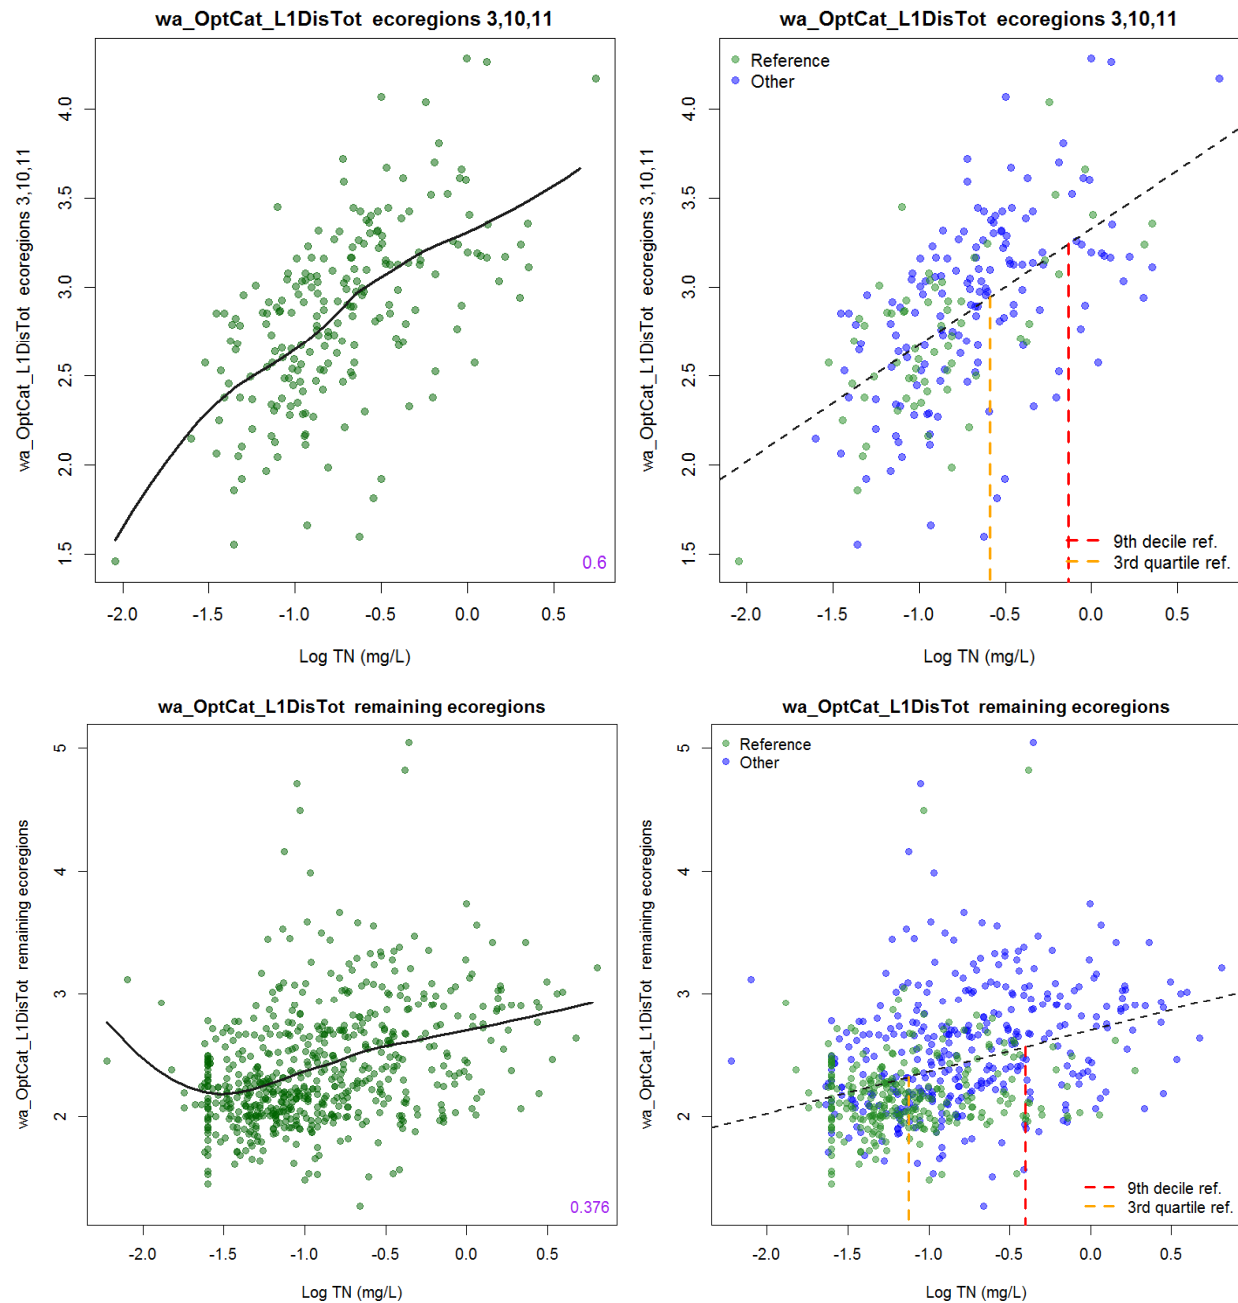 wa_OptCat_L1DisTot ecoregions 3,10,11
wa_OptCat_L1DisTot ecoregions 3,10,11
4.0
3.5
3.0
2.5
2.0
1.5
0.6
-2.0 -1.5 -1.0 -0.5 0.0 0.5
Log TN (mg/L)
wa_OptCat_L1DisTot ecoregions 3,10,11
wa_OptCat_L1DisTot ecoregions 3,10,11
Reference
Other
4.0
3.5
3.0
2.5
2.0
1.5
9th decile ref.
3rd quartile ref.
-2.0 -1.5 -1.0 -0.5 0.0 0.5
Log TN (mg/L)
wa_OptCat_L1DisTot remaining ecoregions
wa_OptCat_L1DisTot remaining ecoregions
5
4
3
2
0.376
-2.0 -1.5 -1.0 -0.5 0.0 0.5
Log TN (mg/L)
wa_OptCat_L1DisTot remaining ecoregions
wa_OptCat_L1DisTot remaining ecoregions
Reference
Other
5
4
3
2
9th decile ref.
3rd quartile ref.
-2.0 -1.5 -1.0 -0.5 0.0 0.5
Log TN (mg/L)